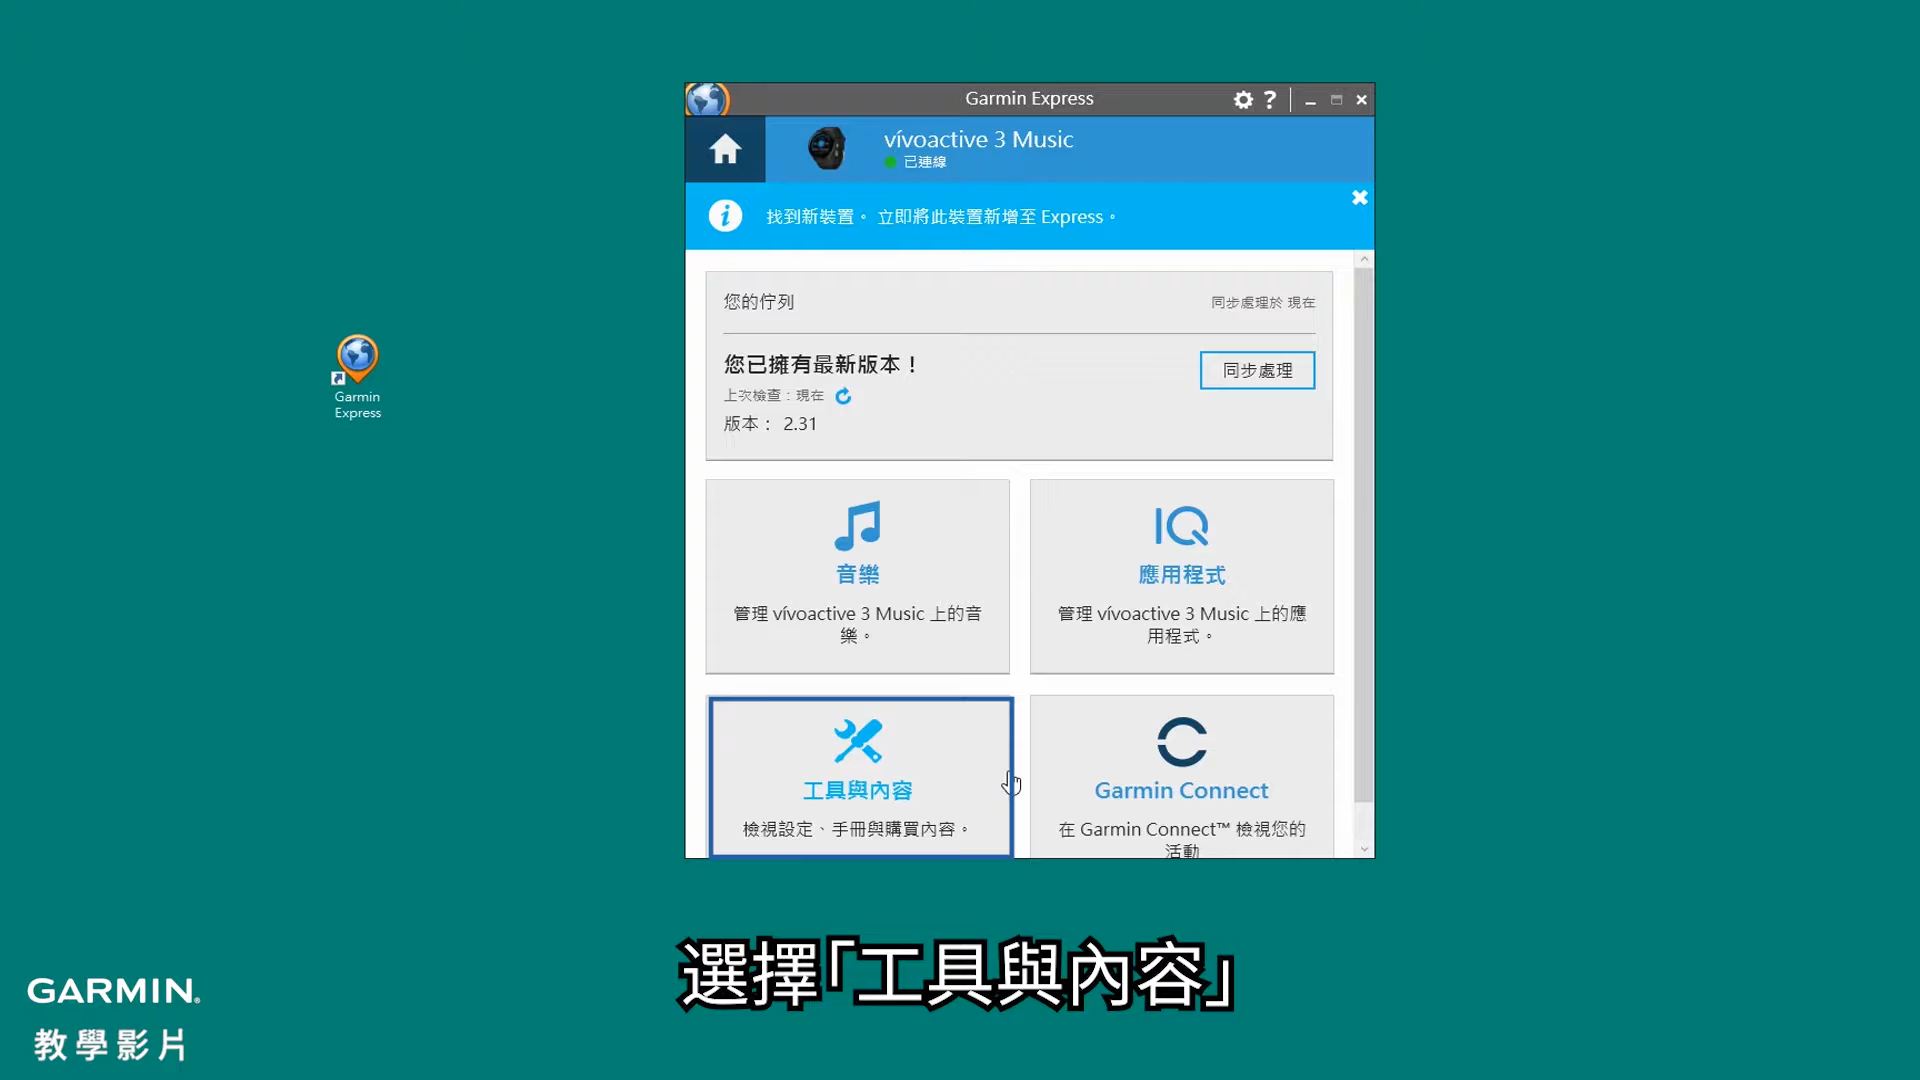 Garmin Express
vívoactive 3 Music
已連線
找到新裝置。 立即將此裝置新增至 Express。
您的佇列
同步處理於 現在
您已擁有最新版本！
同步處理
上次檢查：現在
版本： 2.31
Garmin
Express
IQ
音樂
應用程式
管理 vívoactive 3 Music 上的音
樂。
管理 vívoactive 3 Music 上的應
用程式。
工具與內容
Garmin Connect
檢視設定、手冊與購買內容。
在 Garmin Connect™ 檢視您的
活動
選擇「工具與內容」
GARMIN®
教學影片